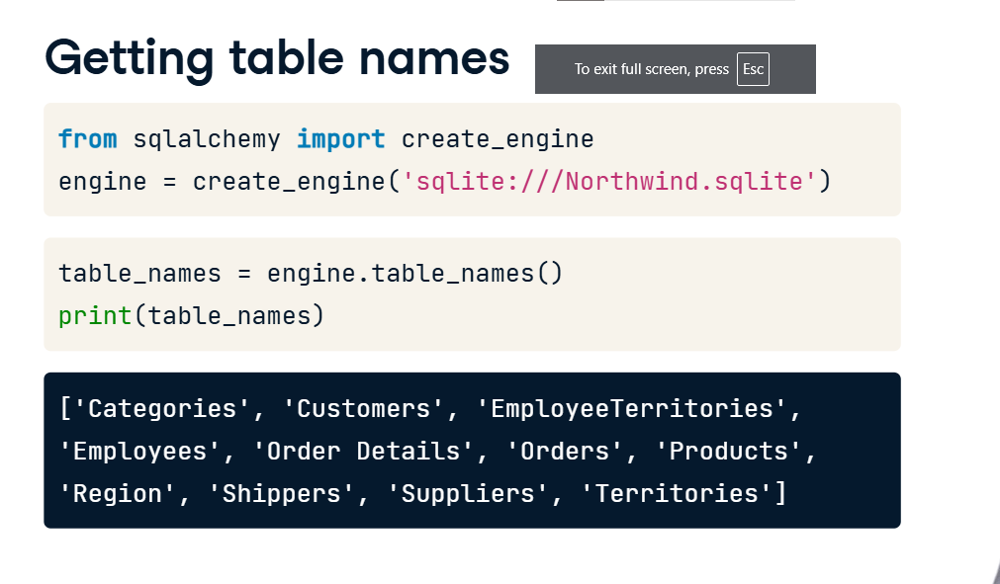 Getting table names
To exit full screen, press Esc
from sqlalchemy import create_engine
engine = create_engine('sqlite:///Northwind.sqlite')
table_names = engine.table_names()
print(table_names)
['Categories', 'Customers', 'EmployeeTerritories',
'Employees', 'Order Details', 'Orders', 'Products',
'Region', 'Shippers', 'Suppliers', 'Territories']